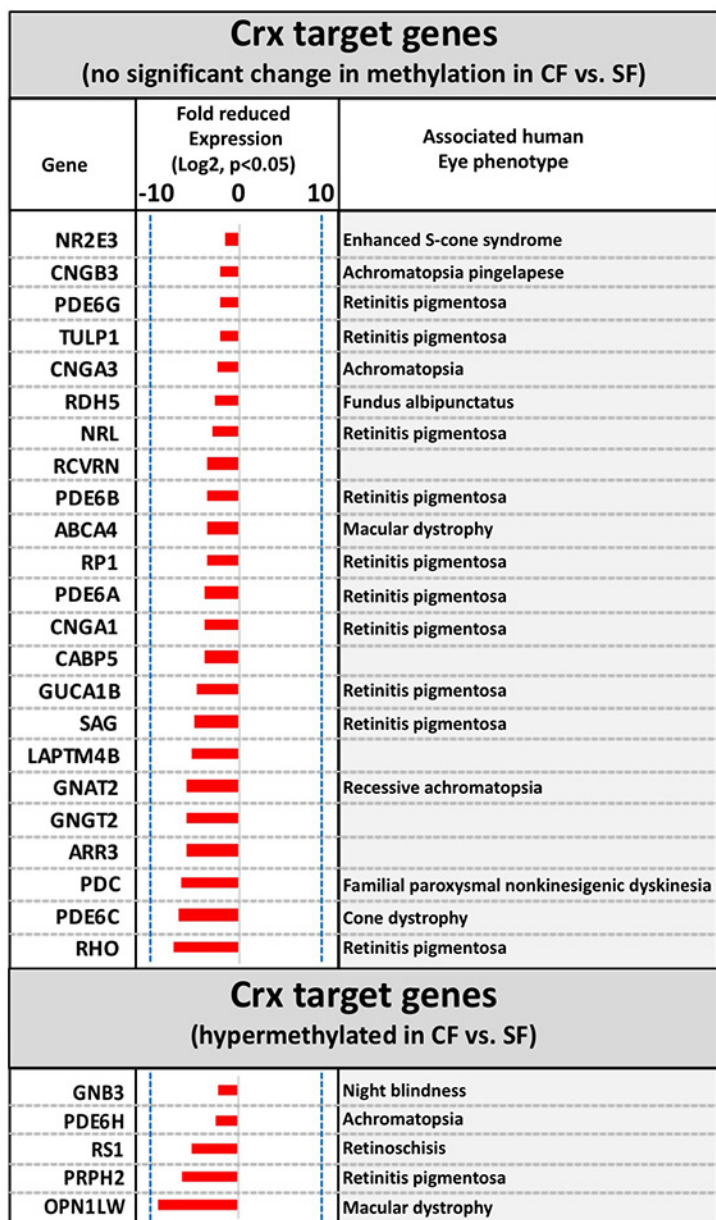 Crx target genes
(no significant change in methylation in CF vs. SF)
Gene
Fold reduced
Expression
(Log2, p<0.05)
-10 0 10
Associated human
Eye phenotype
NR2E3 Enhanced S-cone syndrome
CNGB3 Achromatopsia pingelapese
PDE6G Retinitis pigmentosa
TULP1 Retinitis pigmentosa
CNGA3 Achromatopsia
RDH5 Fundus albipunctatus
NRL Retinitis pigmentosa
RCVRN
PDE6B Retinitis pigmentosa
ABCA4 Macular dystrophy
RP1 Retinitis pigmentosa
PDE6A Retinitis pigmentosa
CNGA1 Retinitis pigmentosa
CABP5
GUCA1B Retinitis pigmentosa
SAG Retinitis pigmentosa
LAPTM4B
GNAT2 Recessive achromatopsia
GNGT2
ARR3
PDC Familial paroxysmal nonkinesigenic dyskinesia
PDE6C Cone dystrophy
RHO Retinitis pigmentosa
Crx target genes
(hypermethylated in CF vs. SF)
GNB3 Night blindness
PDE6H Achromatopsia
RS1 Retinoschisis
PRPH2 Retinitis pigmentosa
OPN1LW Macular dystrophy